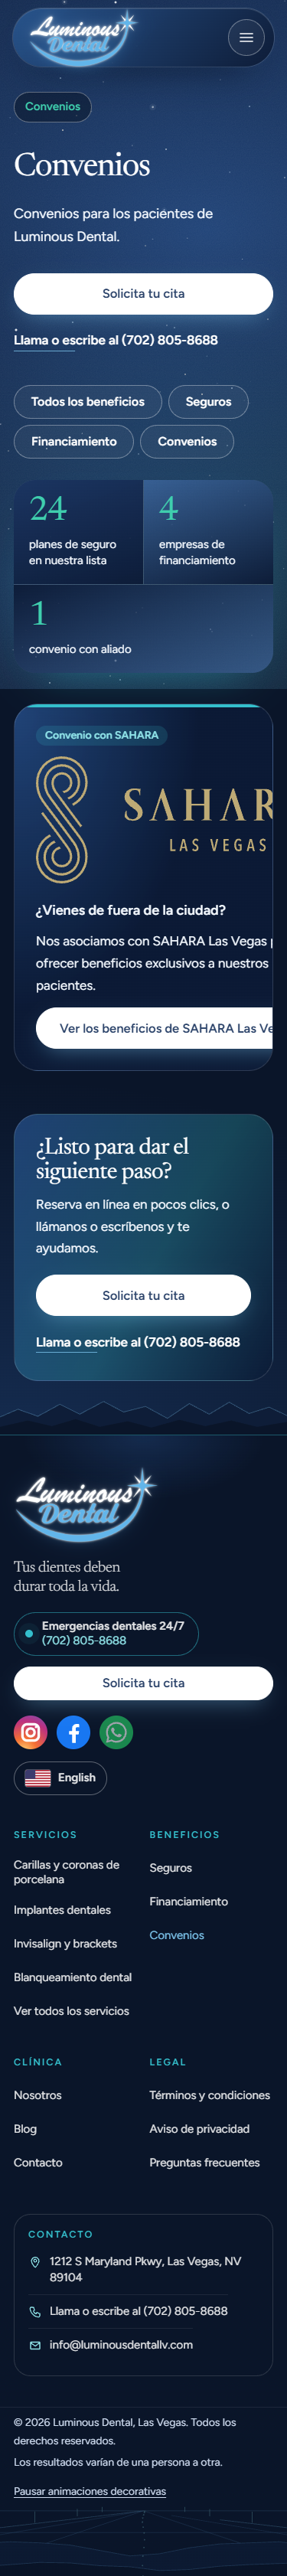 Luminous
Dental
Convenios
Convenios
Convenios para los pacientes de
Luminous Dental.
Solicita tu cita
Llama o escribe al (702) 805-8688
Todos los beneficios
Seguros
Financiamiento
Convenios
24
planes de seguro
en nuestra lista
4
empresas de
financiamiento
1
convenio con aliado
Convenio con SAHARA
SAHAR
LAS VEGAS
¿Vienes de fuera de la ciudad?
Nos asociamos con SAHARA Las Vegas
ofrecer beneficios exclusivos a nuestros
pacientes.
Ver los beneficios de SAHARA Las Ve
¿Listo para dar el
siguiente paso?
Reserva en línea en pocos clics, o
llámanos o escríbenos y te
ayudamos.
Solicita tu cita
Llama o escribe al (702) 805-8688
Luminous
Dental
Tus dientes deben
durar toda la vida.
Emergencias dentales 24/7
(702) 805-8688
Solicita tu cita
English
SERVICIOS
Carillas y coronas de
porcelana
Implantes dentales
Invisalign y brackets
Blanqueamiento dental
Ver todos los servicios
BENEFICIOS
Seguros
Financiamiento
Convenios
CLÍNICA
Nosotros
Blog
Contacto
LEGAL
Términos y condiciones
Aviso de privacidad
Preguntas frecuentes
CONTACTO
1212 S Maryland Pkwy, Las Vegas, NV
89104
Llama o escribe al (702) 805-8688
info@luminousdentallv.com
© 2026 Luminous Dental, Las Vegas. Todos los
derechos reservados.
Los resultados varían de una persona a otra.
Pausar animaciones decorativas